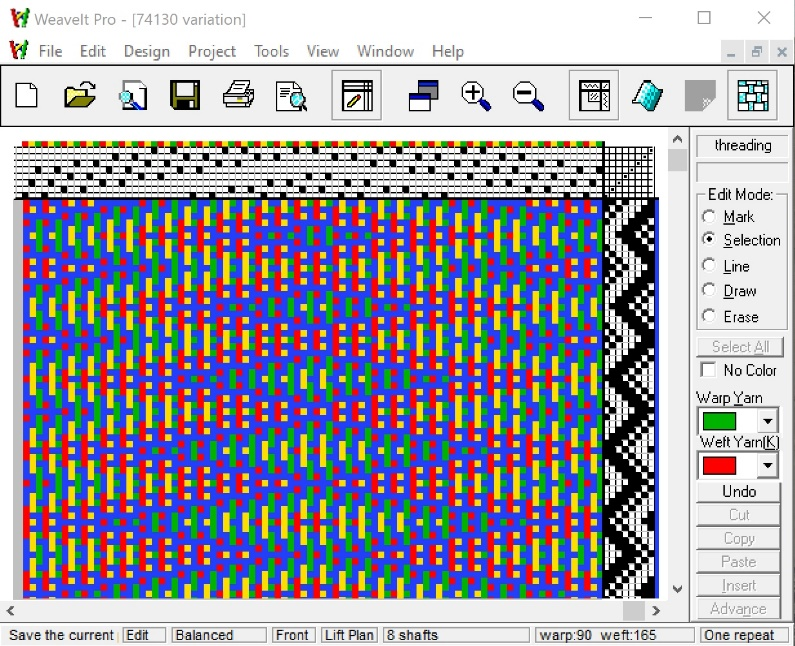 WeaveIt Pro - [74130 variation]
File Edit Design Project Tools View Window Help
threading
Edit Mode:
Mark
Selection
Line
Draw
Erase
Select All
No Color
Warp Yarn
Weft Yarn(K)
Undo
Cut
Copy
Paste
Insert
Advance
Save the current Edit Balanced Front Lift Plan 8 shafts warp:90 weft:165 One repeat